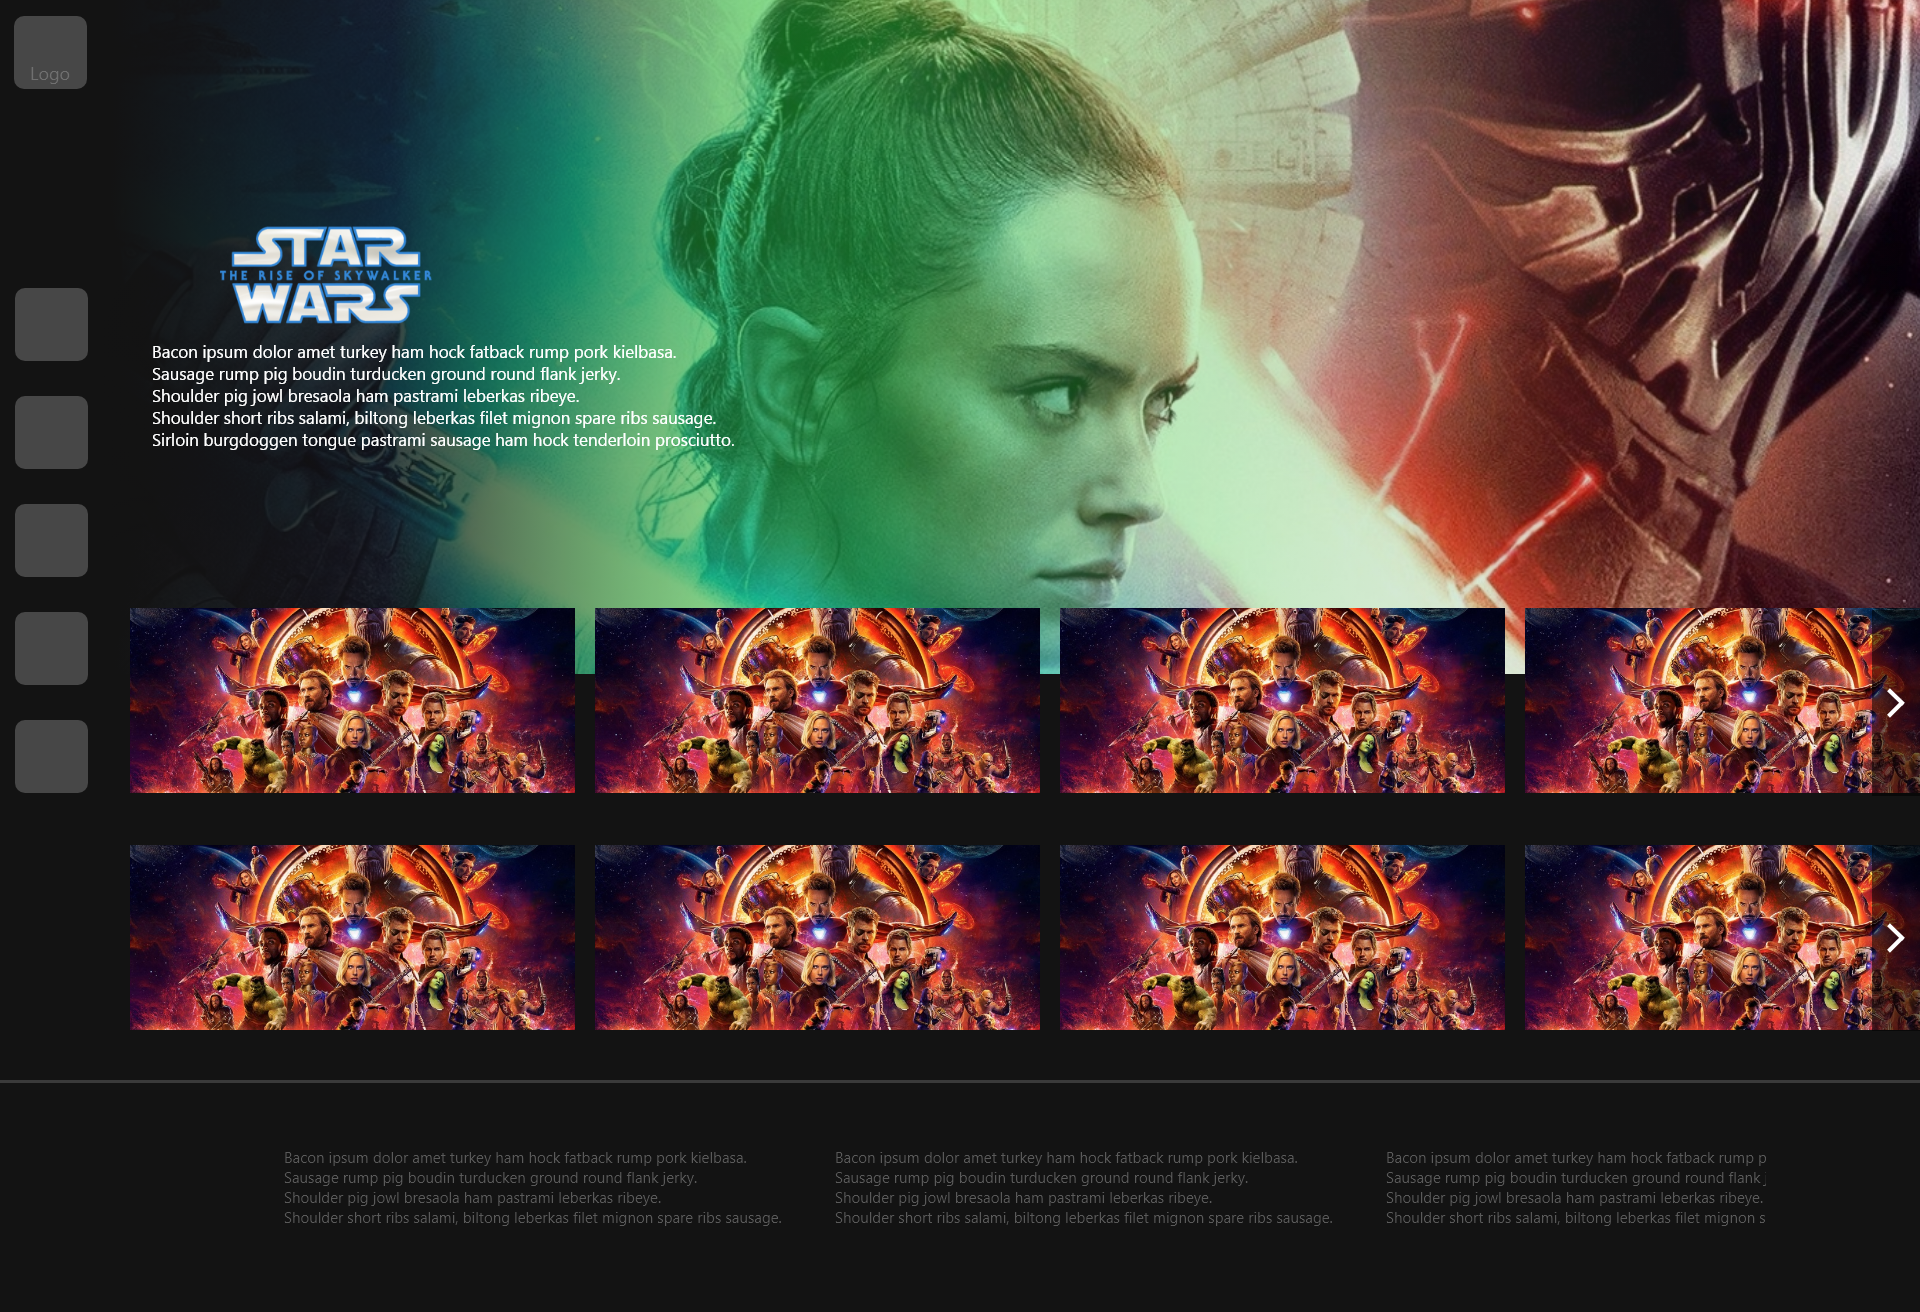 Logo
STAR
THE RISE OF SKYWALKER
WARS
Bacon ipsum dolor amet turkey ham hock fatback rump pork kielbasa.
Sausage rump pig boudin turducken ground round flank jerky.
Shoulder pig jowl bresaola ham pastrami leberkas ribeye.
Shoulder short ribs salami, biltong leberkas filet mignon spare ribs sausage.
Sirloin burgdoggen tongue pastrami sausage ham hock tenderloin prosciutto.
Bacon ipsum dolor amet turkey ham hock fatback rump pork kielbasa.
Sausage rump pig boudin turducken ground round flank jerky.
Shoulder pig jowl bresaola ham pastrami leberkas ribeye.
Shoulder short ribs salami, biltong leberkas filet mignon spare ribs sausage.
Bacon ipsum dolor amet turkey ham hock fatback rump pork kielbasa.
Sausage rump pig boudin turducken ground round flank jerky.
Shoulder pig jowl bresaola ham pastrami leberkas ribeye.
Shoulder short ribs salami, biltong leberkas filet mignon spare ribs sausage.
Bacon ipsum dolor amet turkey ham hock fatback rump p
Sausage rump pig boudin turducken ground round flank j
Shoulder pig jowl bresaola ham pastrami leberkas ribeye.
Shoulder short ribs salami, biltong leberkas filet mignon s